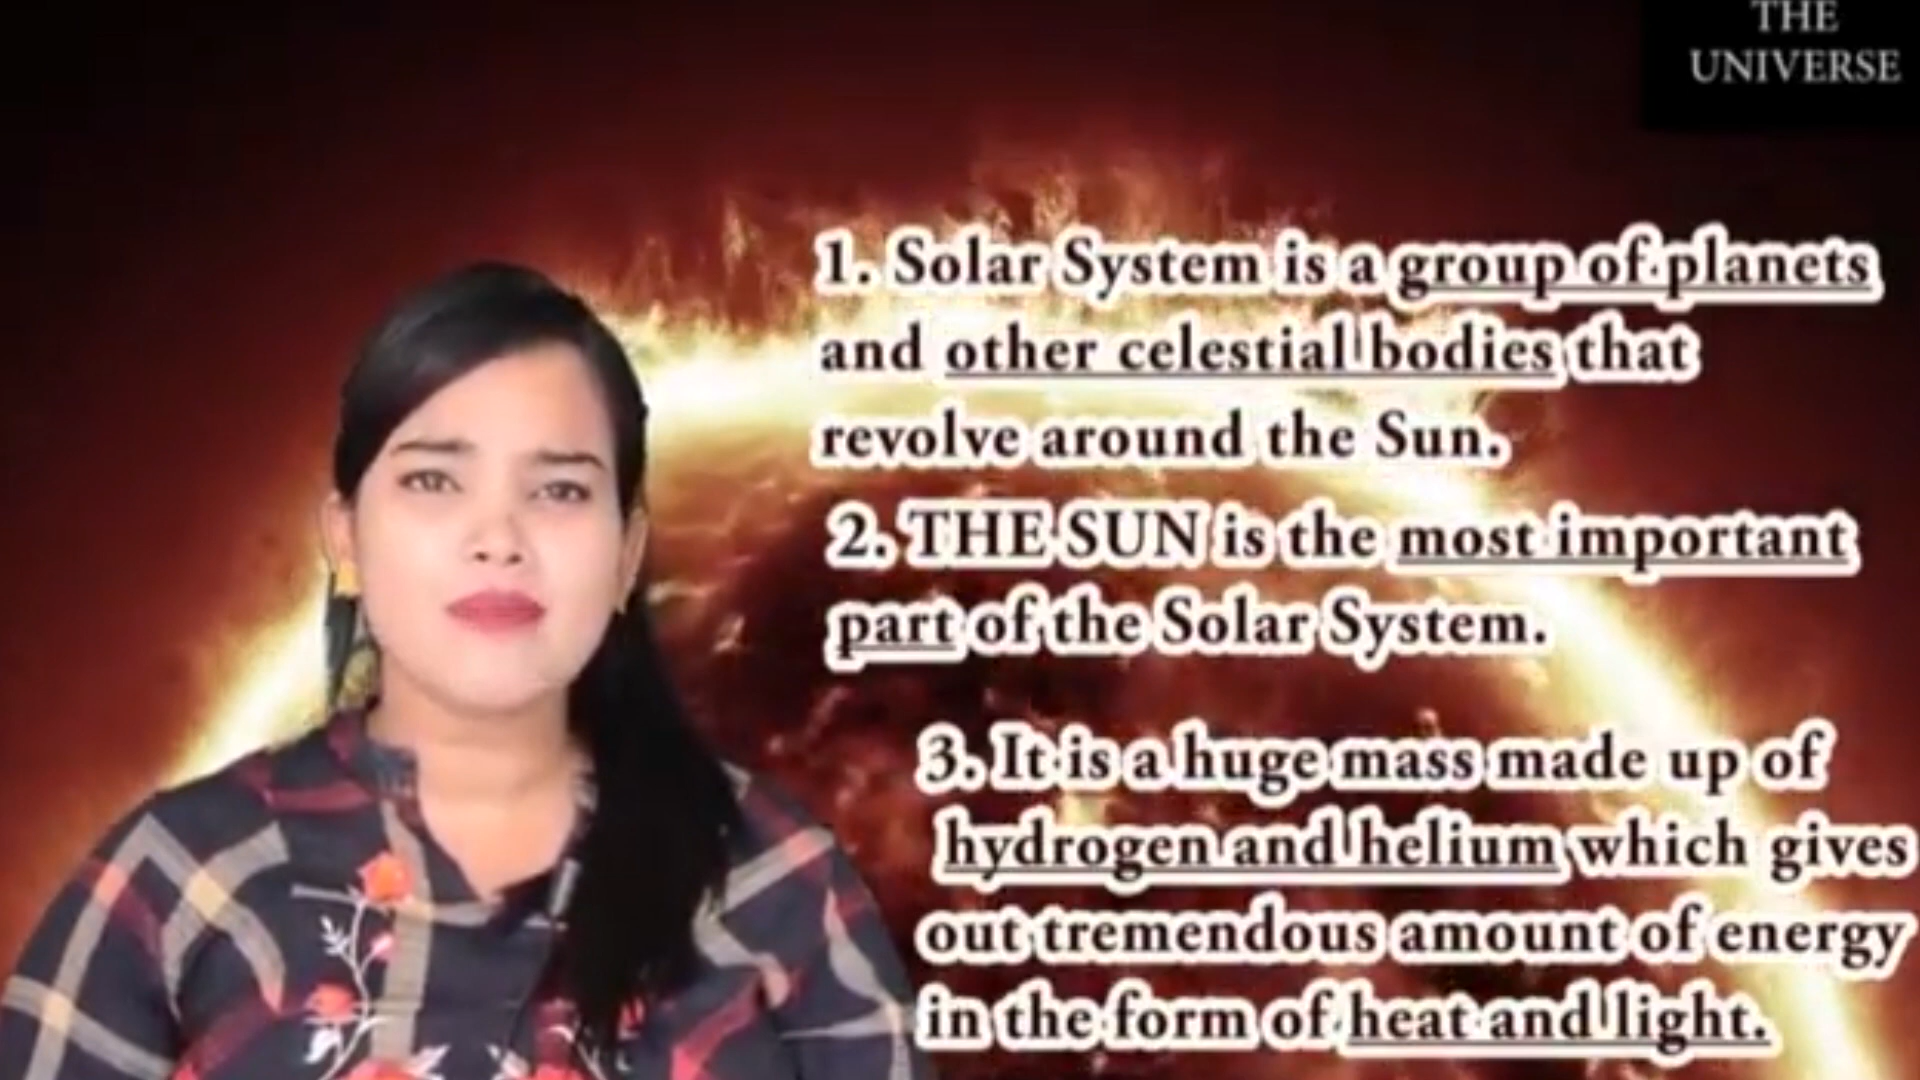 THE
UNIVERSE
1. Solar System is a group of planets
and other celestial bodies that
revolve around the Sun.
2. THE SUN is the most important
part of the Solar System.
3. It is a huge mass made up of
hydrogen and helium which gives
out tremendous amount of energy
in the form of heat and light.